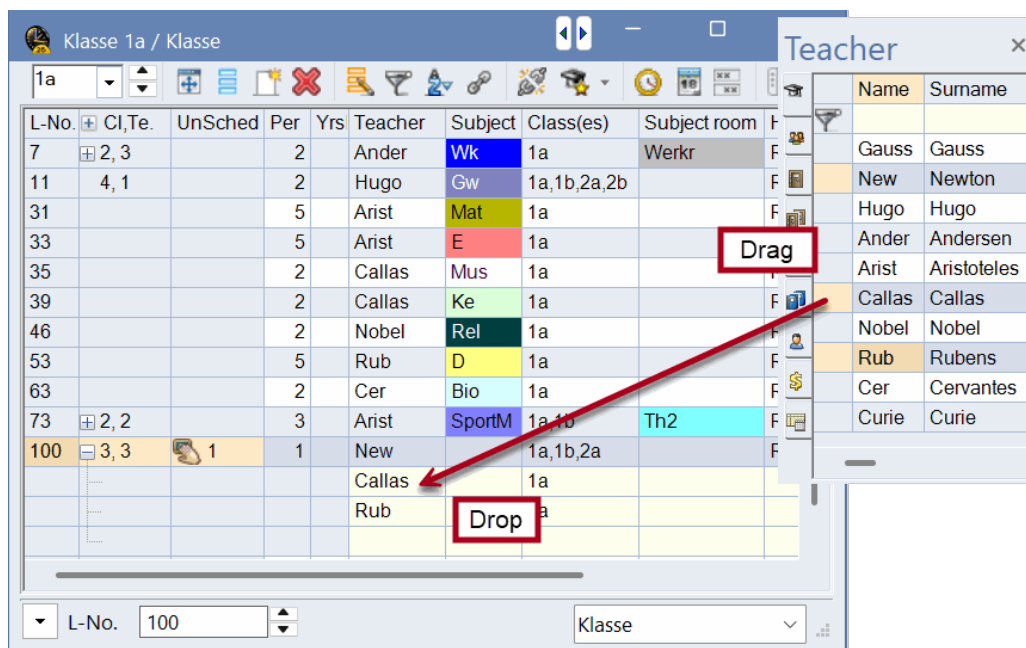 Klasse 1a / Klasse
1a
L-No. Cl,Te. UnSched Per Yrs Teacher Subject Class(es) Subject room
7 2, 3 2 Ander Wk 1a Werkr
11 4, 1 2 Hugo Gw 1a,1b,2a,2b
31 5 Arist Mat 1a
33 5 Arist E 1a
35 2 Callas Mus 1a
39 2 Callas Ke 1a
46 2 Nobel Rel 1a
53 5 Rub D 1a
63 2 Cer Bio 1a
73 2, 2 3 Arist SportM 1a,1b Th2
100 3, 3 1 1 New 1a,1b,2a
Callas 1a
Rub
Drop
L-No. 100 Klasse
Teacher
Name Surname
Gauss Gauss
New Newton
Hugo Hugo
Ander Andersen
Drag
Arist Aristoteles
Callas Callas
Nobel Nobel
Rub Rubens
Cer Cervantes
Curie Curie